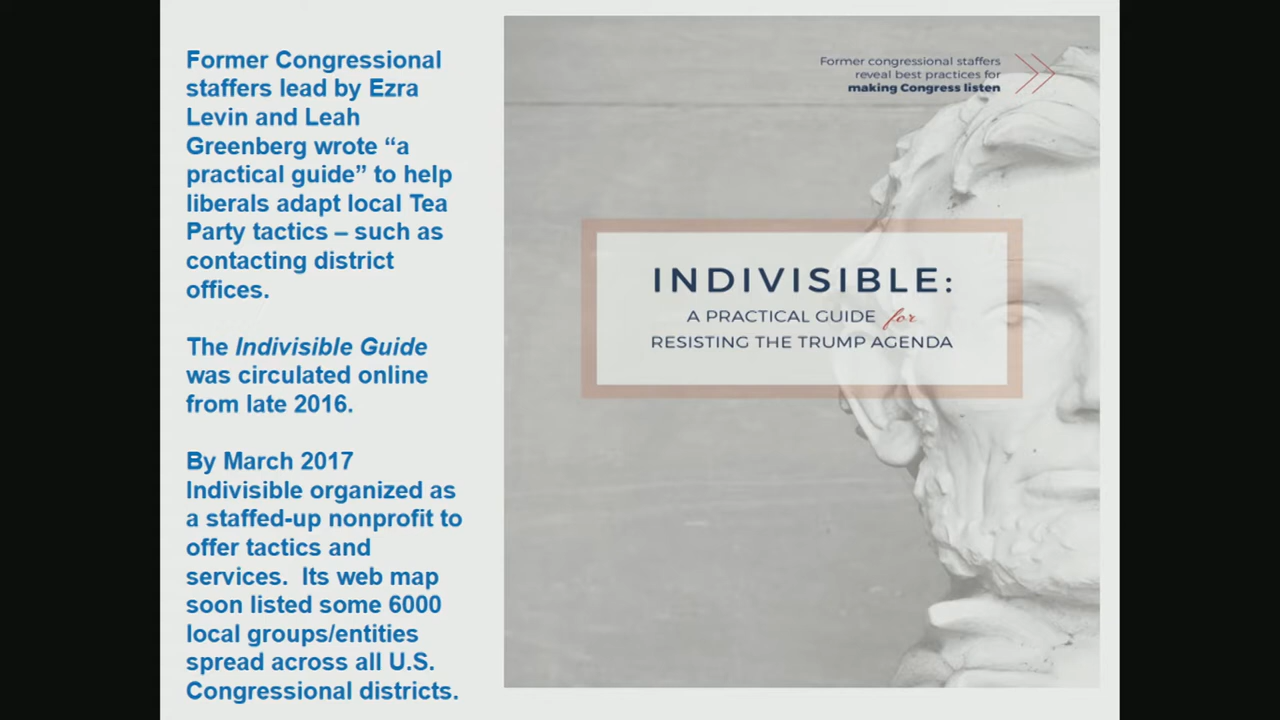 Former Congressional
staffers lead by Ezra
Levin and Leah
Greenberg wrote “a
practical guide” to help
liberals adapt local Tea
Party tactics – such as
contacting district
offices.
The Indivisible Guide
was circulated online
from late 2016.
By March 2017
Indivisible organized as
a staffed-up nonprofit to
offer tactics and
services.  Its web map
soon listed some 6000
local groups/entities
spread across all U.S.
Congressional districts.
Former congressional staffers
reveal best practices for
making Congress listen
INDIVISIBLE:
A PRACTICAL GUIDE for
RESISTING THE TRUMP AGENDA